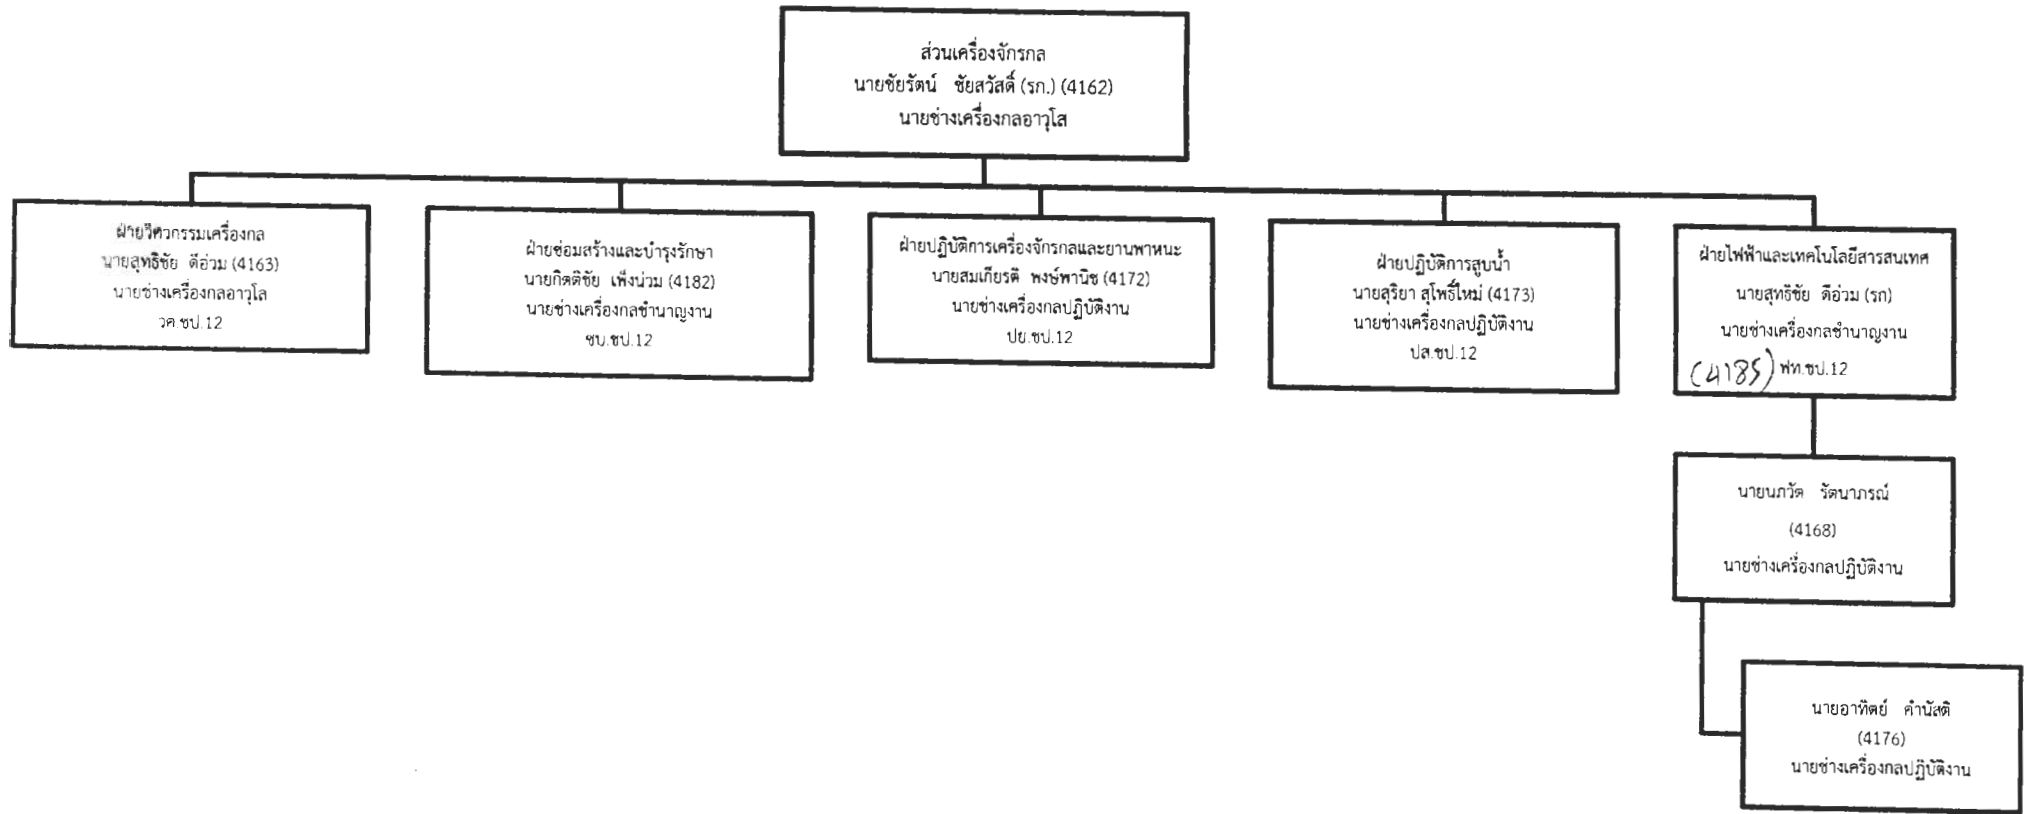 ส่วนเครื่องจักรกล
นายชัยรัตน์ ชัยสวัสดิ์ (รก.) (4162)
นายช่างเครื่องกลอาวุโส
ฝ่ายวิศวกรรมเครื่องกล
นายสุทธิชัย ดีอ่วม (4163)
นายช่างเครื่องกลอาวุโส
วศ.ชป.12
ฝ่ายซ่อมสร้างและบำรุงรักษา
นายกิตติชัย เพ็งน่วม (4182)
นายช่างเครื่องกลชำนาญงาน
ซบ.ชป.12
ฝ่ายปฏิบัติการเครื่องจักรกลและยานพาหนะ
นายสมเกียรติ พงษ์พานิช (4172)
นายช่างเครื่องกลปฏิบัติงาน
ปย.ชป.12
ฝ่ายปฏิบัติการสูบน้ำ
นายสุริยา สุโพธิ์ใหม่ (4173)
นายช่างเครื่องกลปฏิบัติงาน
ปส.ชป.12
ฝ่ายไฟฟ้าและเทคโนโลยีสารสนเทศ
นายสุทธิชัย ดีอ่วม (รก)
นายช่างเครื่องกลชำนาญงาน
(4185) ฟท.ชป.12
นายนภวัต รัตนาภรณ์
(4168)
นายช่างเครื่องกลปฏิบัติงาน
นายอาทิตย์ คำนัสติ
(4176)
นายช่างเครื่องกลปฏิบัติงาน